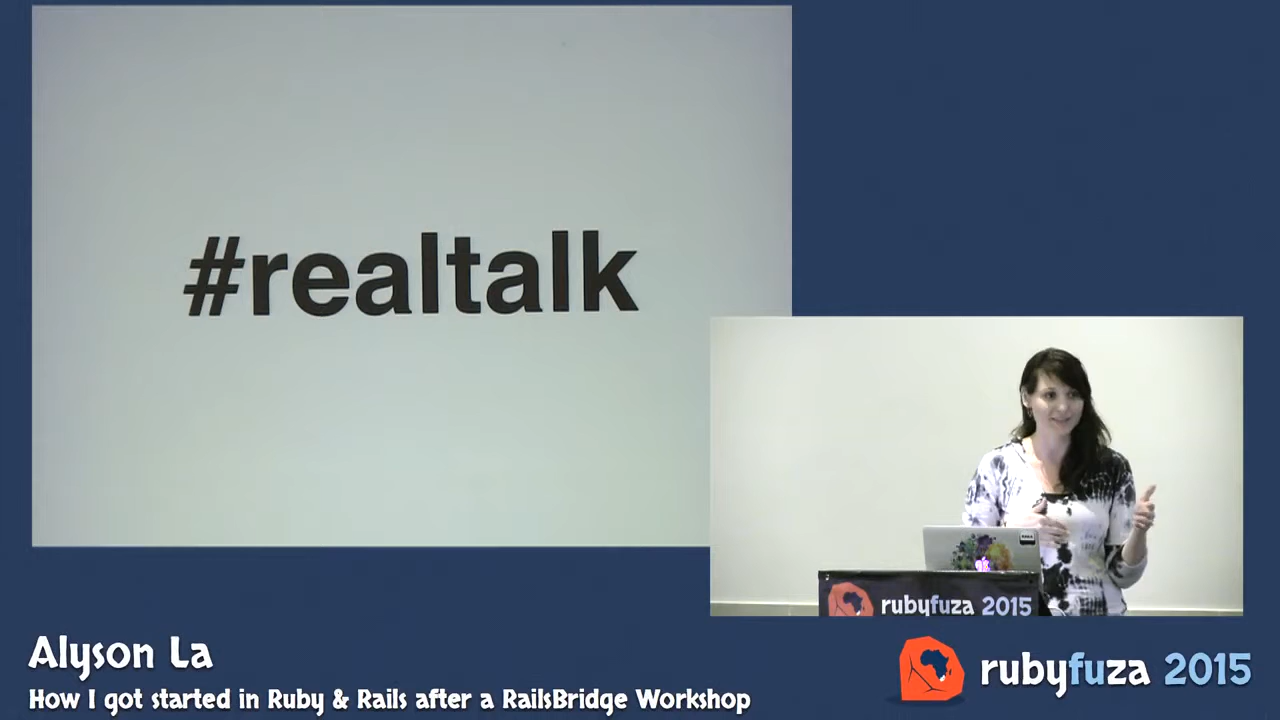 #realtalk
rubyfuza 2015
Alyson La
How I got started in Ruby & Rails after a RailsBridge Workshop
rubyfuza 2015